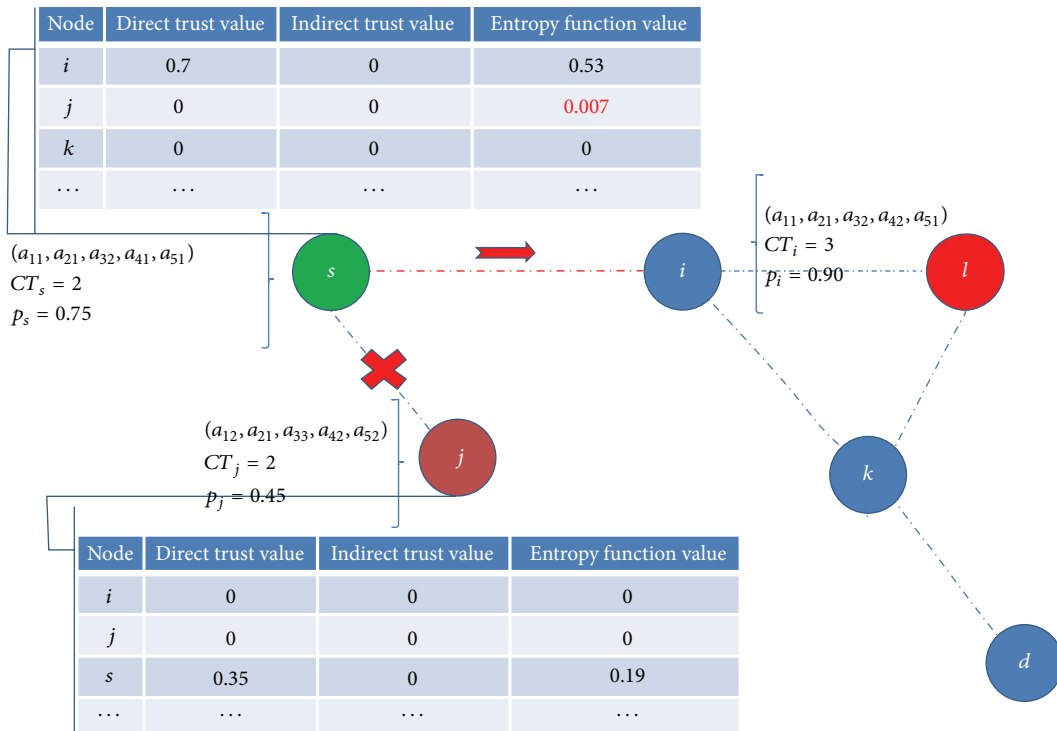 Node Direct trust value Indirect trust value Entropy function value
i 0.7 0 0.53
j 0 0 0.007
k 0 0 0
... ... ... ...
(a11, a21, a32, a41, a51)
CTs = 2
ps = 0.75
s
i
(a11, a21, a32, a42, a51)
CTi = 3
pi = 0.90
l
(a12, a21, a33, a42, a52)
CTj = 2
pj = 0.45
j
k
Node Direct trust value Indirect trust value Entropy function value
i 0 0 0
j 0 0 0
s 0.35 0 0.19
... ... ... ...
d